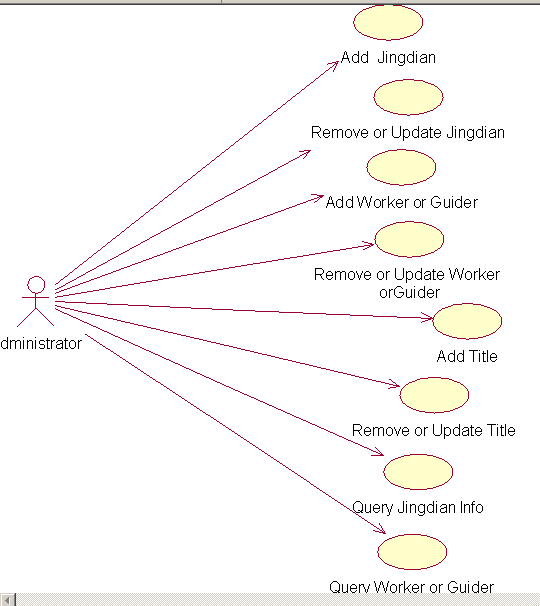 Add  Jingdian
Remove or Update Jingdian
Add Worker or Guider
Remove or Update Worker
orGuider
dministrator
Add Title
Remove or Update Title
Query Jingdian Info
Query Worker or Guider